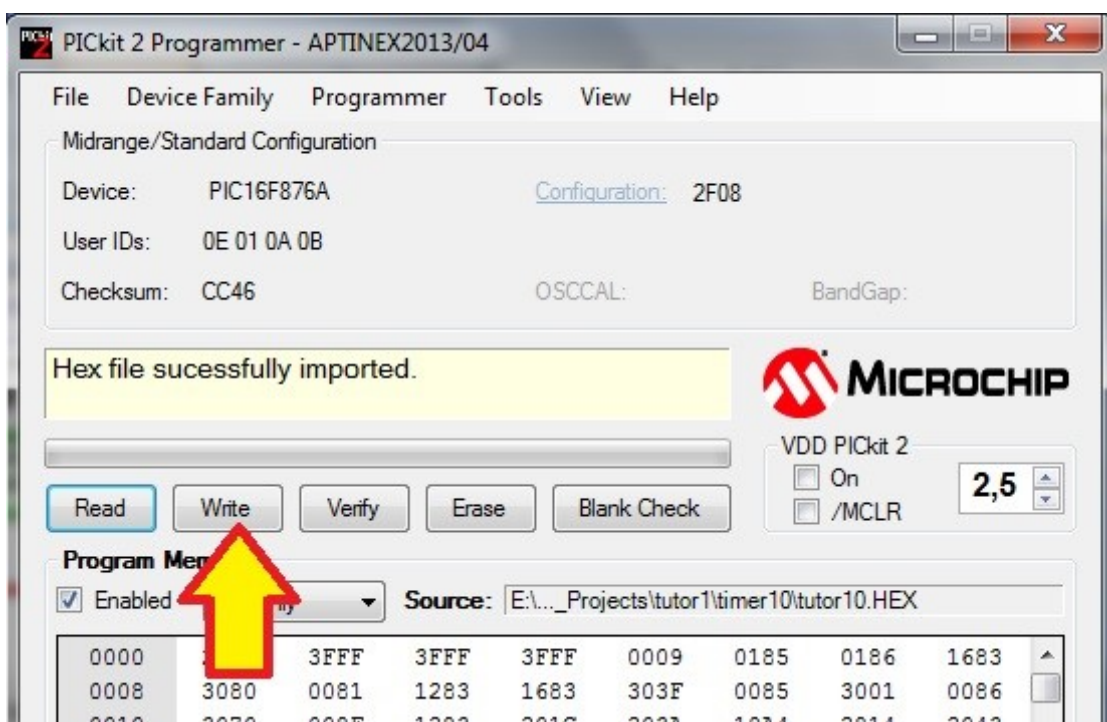 PICkit 2 Programmer - APTINEX2013/04
File Device Family Programmer Tools View Help
Midrange/Standard Configuration
Device: PIC16F876A Configuration: 2F08
User IDs: 0E 01 0A 0B
Checksum: CC46 OSCCAL: BandGap:
Hex file sucessfully imported.
MICROCHIP
VDD PICkit 2
On
/MCLR
2,5
Read Write Verify Erase Blank Check
Program
Enabled Source: E:\..._Projects\tutor1\timer10\tutor10.HEX
0000 3FFF 3FFF 3FFF 0009 0185 0186 1683
0008 3080 0081 1283 1683 303F 0085 3001 0086